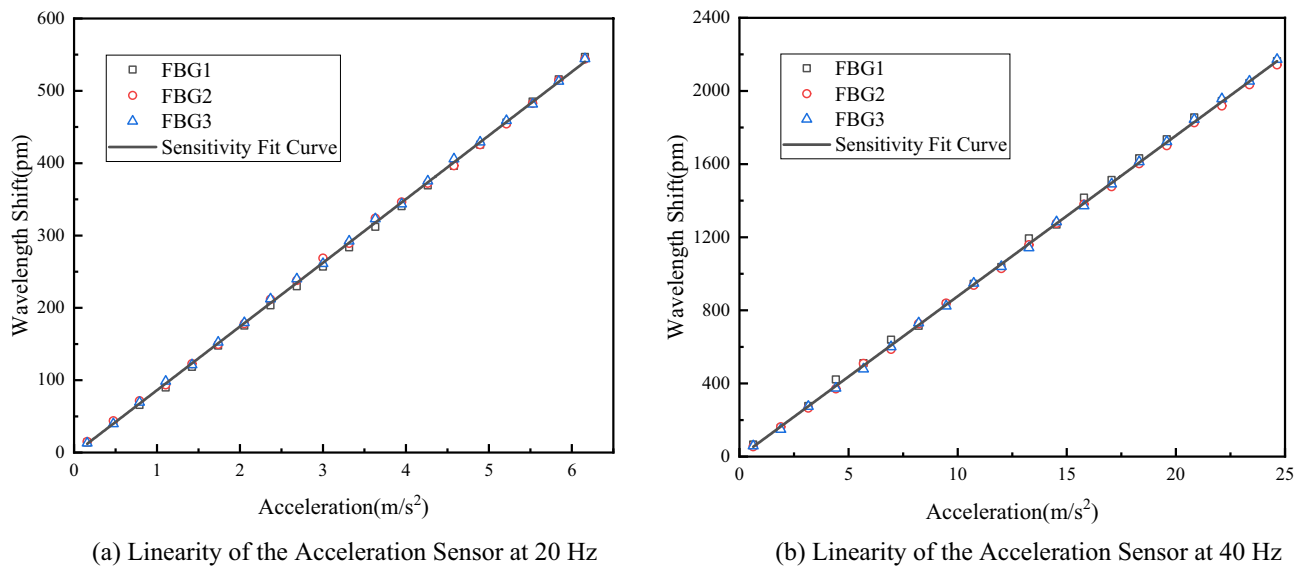 600
500
400
300
200
100
0
Wavelength Shift(pm)
FBG1
FBG2
FBG3
Sensitivity Fit Curve
0 1 2 3 4 5 6
Acceleration(m/s²)
(a) Linearity of the Acceleration Sensor at 20 Hz
2400
2000
1600
1200
800
400
0
Wavelength Shift(pm)
FBG1
FBG2
FBG3
Sensitivity Fit Curve
0 5 10 15 20 25
Acceleration(m/s²)
(b) Linearity of the Acceleration Sensor at 40 Hz